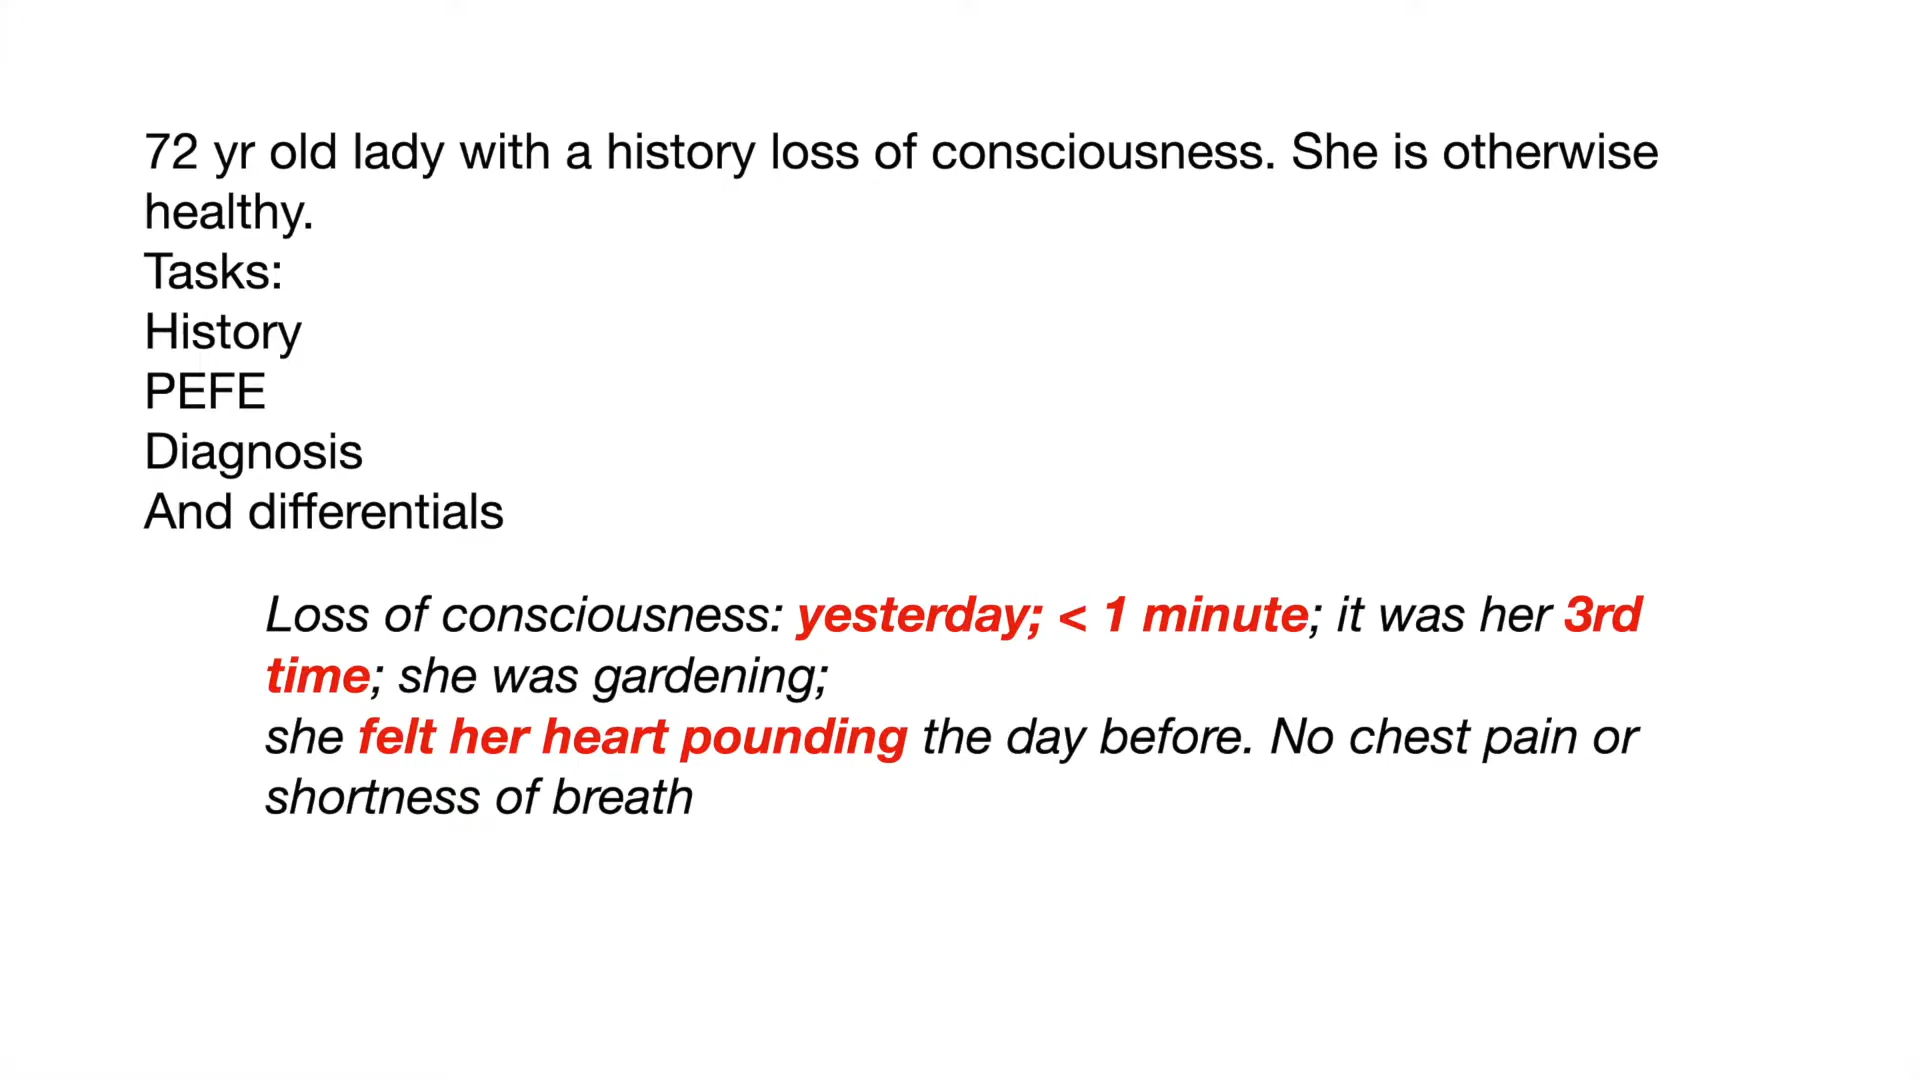 72 yr old lady with a history loss of consciousness. She is otherwise
healthy.
Tasks:
History
PEFE
Diagnosis
And differentials
Loss of consciousness: yesterday; < 1 minute; it was her 3rd
time; she was gardening;
she felt her heart pounding the day before. No chest pain or
shortness of breath